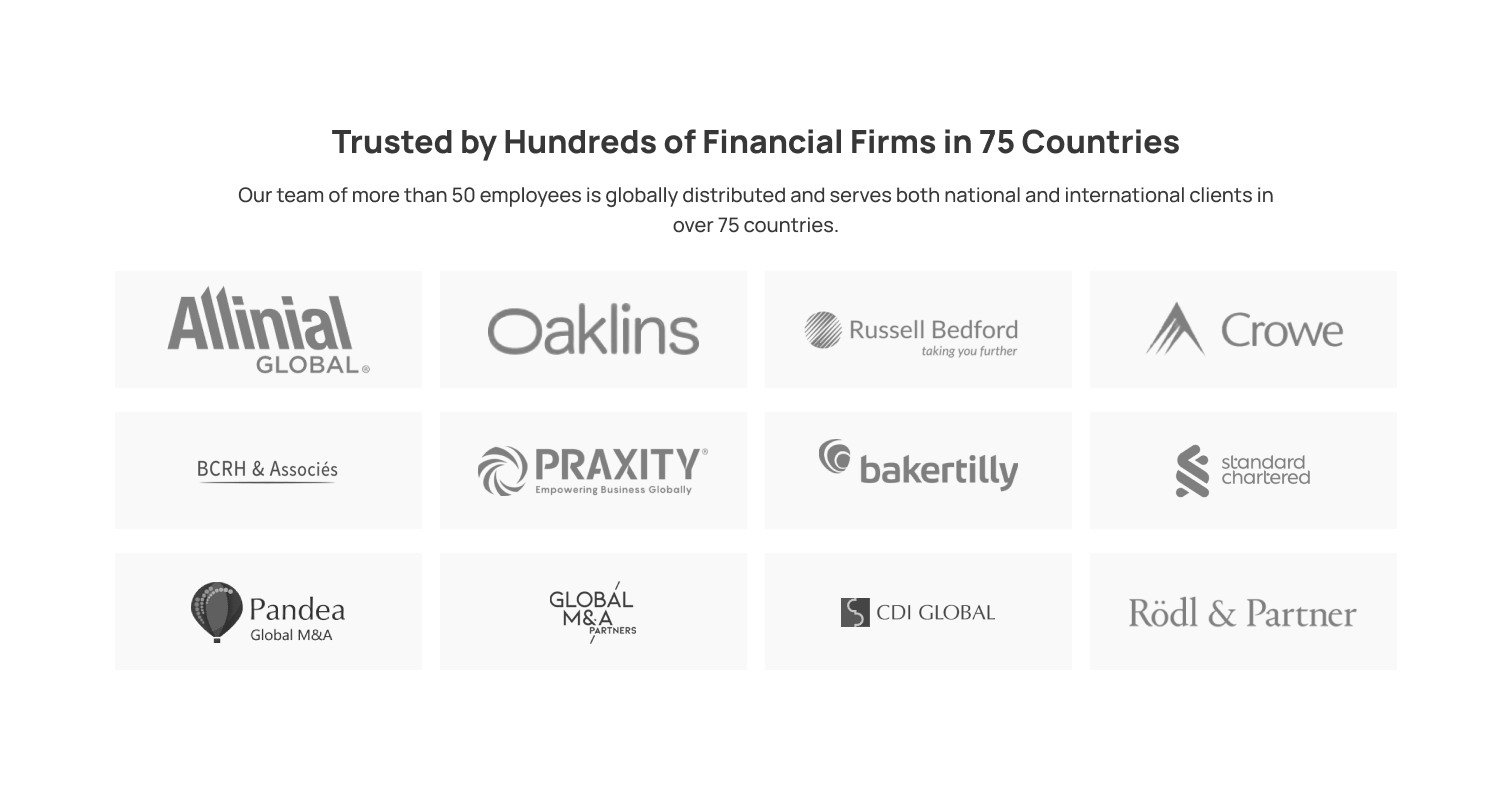 Trusted by Hundreds of Financial Firms in 75 Countries
Our team of more than 50 employees is globally distributed and serves both national and international clients in
over 75 countries.
Allinial
GLOBAL®
Oaklins
Russell Bedford
taking you further
Crowe
BCRH & Associés
PRAXITY®
Empowering Business Globally
bakertilly
standard
chartered
Pandea
Global M&A
GLOBAL
M&A
PARTNERS
CDI GLOBAL
Rödl & Partner